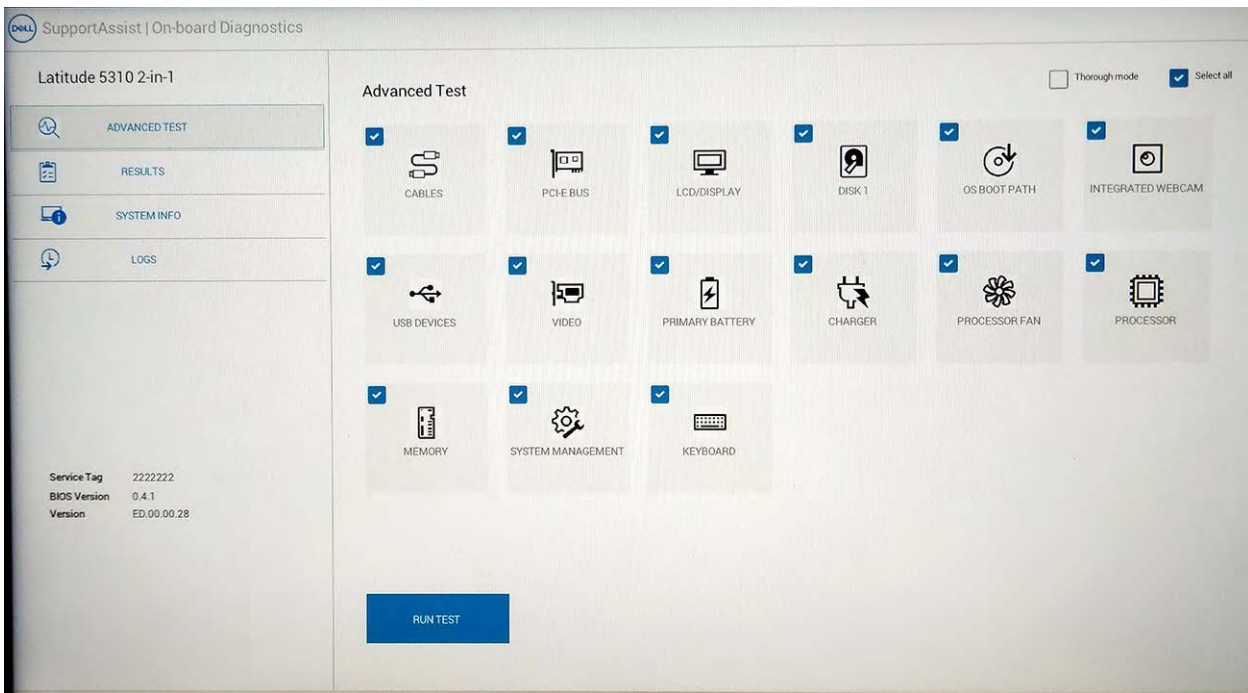 DELL SupportAssist | On-board Diagnostics
Latitude 5310 2-in-1
ADVANCED TEST
RESULTS
SYSTEM INFO
LOGS
Service Tag 2222222
BIOS Version 0.4.1
Version ED.00.00.28
Advanced Test
Thorough mode Select all
CABLES PCI-E BUS LCD/DISPLAY DISK 1 OS BOOT PATH INTEGRATED WEBCAM
USB DEVICES VIDEO PRIMARY BATTERY CHARGER PROCESSOR FAN PROCESSOR
MEMORY SYSTEM MANAGEMENT KEYBOARD
RUN TEST